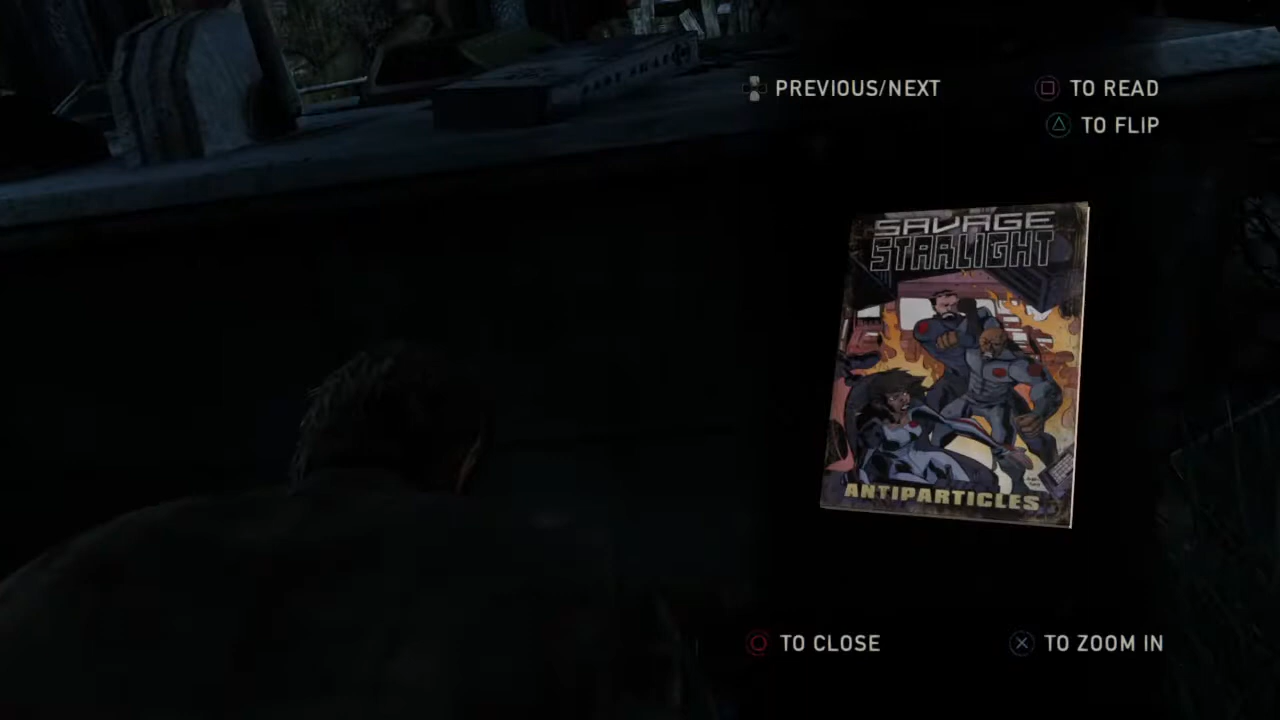 PREVIOUS/NEXT
TO READ
TO FLIP
SAVAGE
STARLIGHT
ANTIPARTICLES
TO CLOSE
TO ZOOM IN